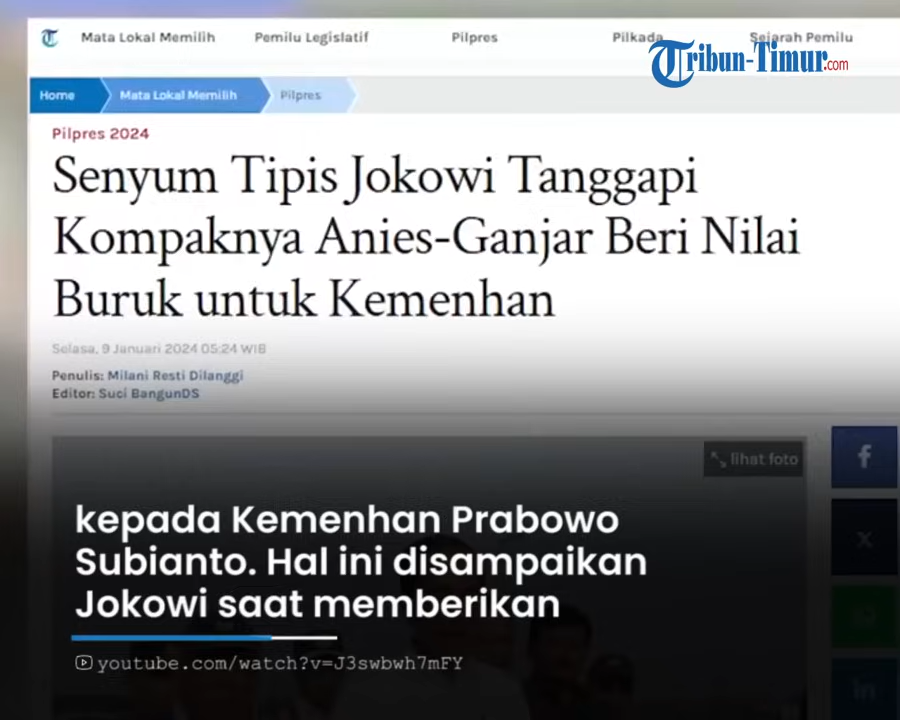 Mata Lokal Memilih Pemilu Legislatif Pilpres Pilkada Sejarah Pemilu
Tribun-Timur.com
Home Mata Lokal Memilih Pilpres
Pilpres 2024
Senyum Tipis Jokowi Tanggapi
Kompaknya Anies-Ganjar Beri Nilai
Buruk untuk Kemenhan
Selasa, 9 Januari 2024 05:24 WIB
Penulis: Milani Resti Dilanggi
Editor: Suci BangunDS
lihat foto
kepada Kemenhan Prabowo
Subianto. Hal ini disampaikan
Jokowi saat memberikan
youtube.com/watch?v=J3swbwh7mFY